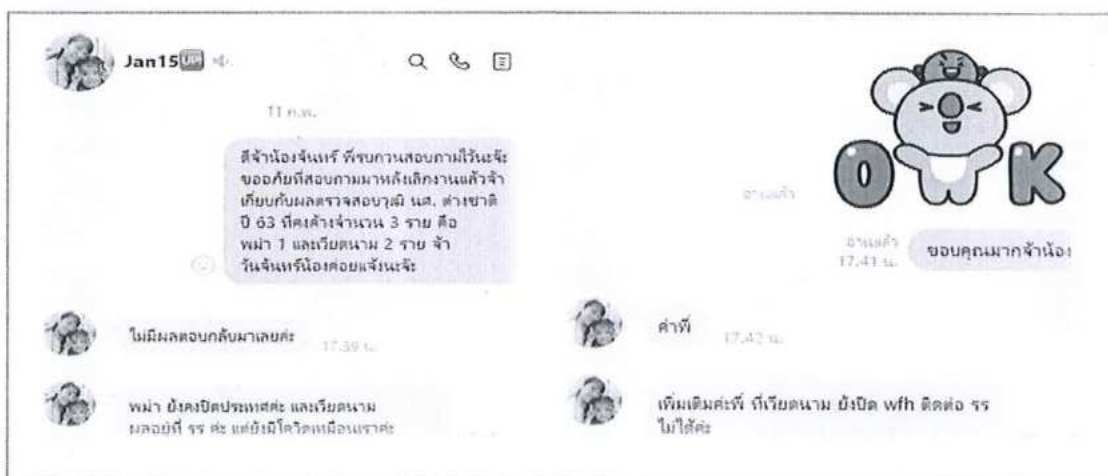 Jan15
11 ก.พ.
ดีจ้าน้องจันทร์ พี่รบกวนสอบถามไว้นะจ๊ะ
ขออภัยที่สอบถามมาหลังเลิกงานแล้วจ้า
เกี่ยวกับผลตรวจสอบวุฒิ นศ. ต่างชาติ
ปี 63 ที่คงค้างจำนวน 3 ราย คือ
พม่า 1 และเวียดนาม 2 ราย จ้า
วันจันทร์น้องค่อยแจ้งนะจ๊ะ
ไม่มีผลตอบกลับมาเลยค่ะ
17.39 น.
พม่า ยังคงปิดประเทศค่ะ และเวียดนาม
ผลอยู่ที่ รร ค่ะ แต่ยังมีโควิดเหมือนเราค่ะ
OK
อ่านแล้ว
อ่านแล้ว
17.41 น.
ขอบคุณมากจ้าน้อง
ค่าพี่
17.42 น.
เพิ่มเติมค่ะพี่ ที่เวียดนาม ยังปิด wfh ติดต่อ รร
ไม่ได้ค่ะ